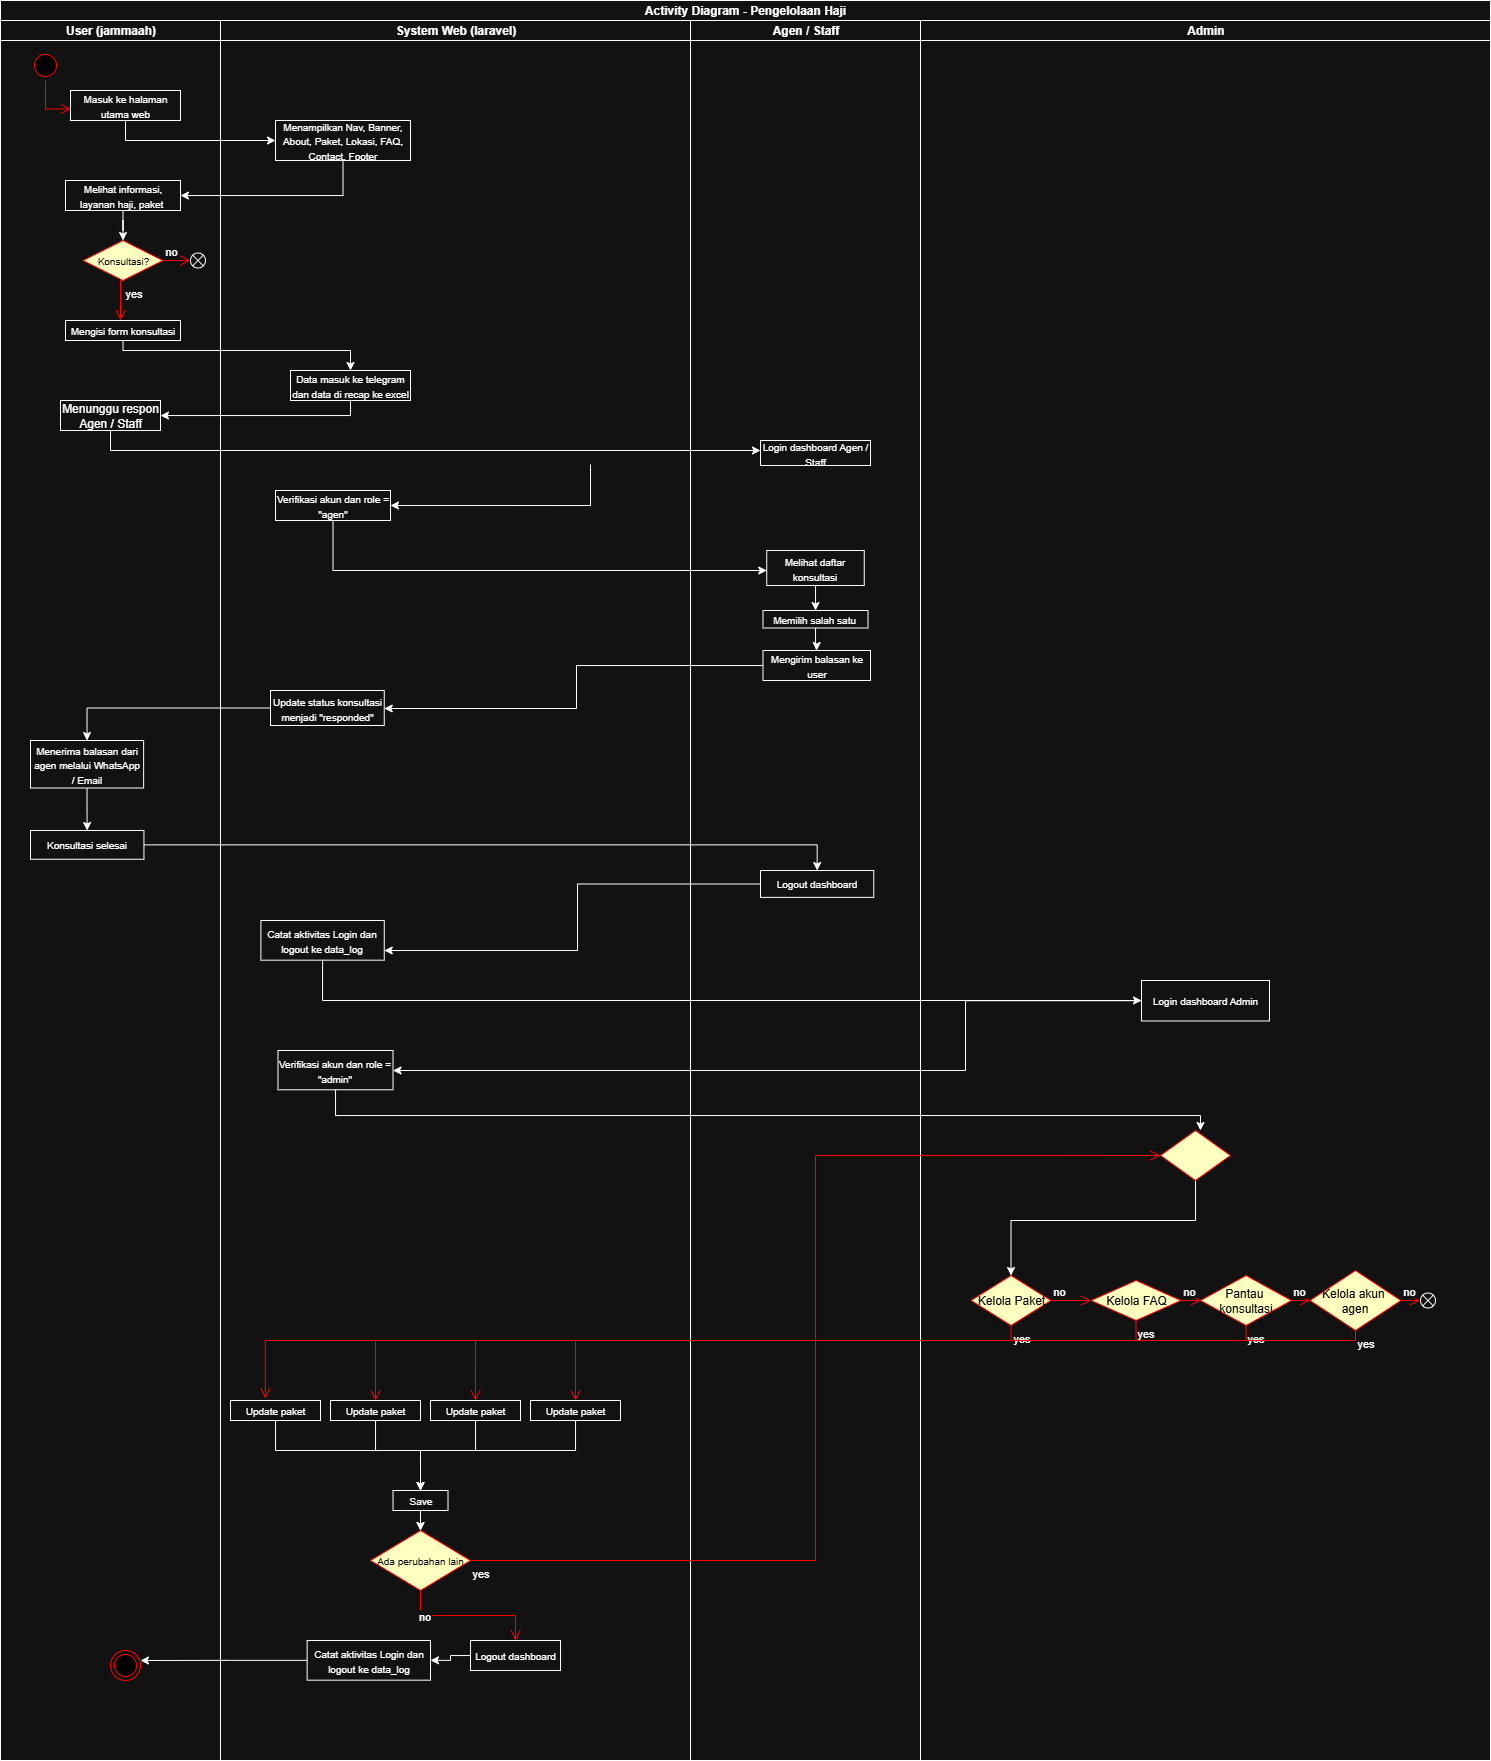 Activity Diagram - Pengelolaan Haji
User (jammaah)
System Web (laravel)
Agen / Staff
Admin
Masuk ke halaman
utama web
Menampilkan Nav, Banner,
About, Paket, Lokasi, FAQ,
Contact, Footer
Melihat informasi,
layanan haji, paket
Konsultasi?
no
yes
Mengisi form konsultasi
Data masuk ke telegram
dan data di recap ke excel
Menunggu respon
Agen / Staff
Login dashboard Agen /
Staff
Verifikasi akun dan role =
"agen"
Melihat daftar
konsultasi
Memilih salah satu
Mengirim balasan ke
user
Update status konsultasi
menjadi "responded"
Menerima balasan dari
agen melalui WhatsApp
/ Email
Konsultasi selesai
Logout dashboard
Catat aktivitas Login dan
logout ke data_log
Login dashboard Admin
Verifikasi akun dan role =
"admin"
Kelola Paket
no
Kelola FAQ
no
Pantau
konsultasi
no
Kelola akun
agen
no
yes
yes
yes
yes
Update paket
Update paket
Update paket
Update paket
Save
Ada perubahan lain
yes
no
Catat aktivitas Login dan
logout ke data_log
Logout dashboard